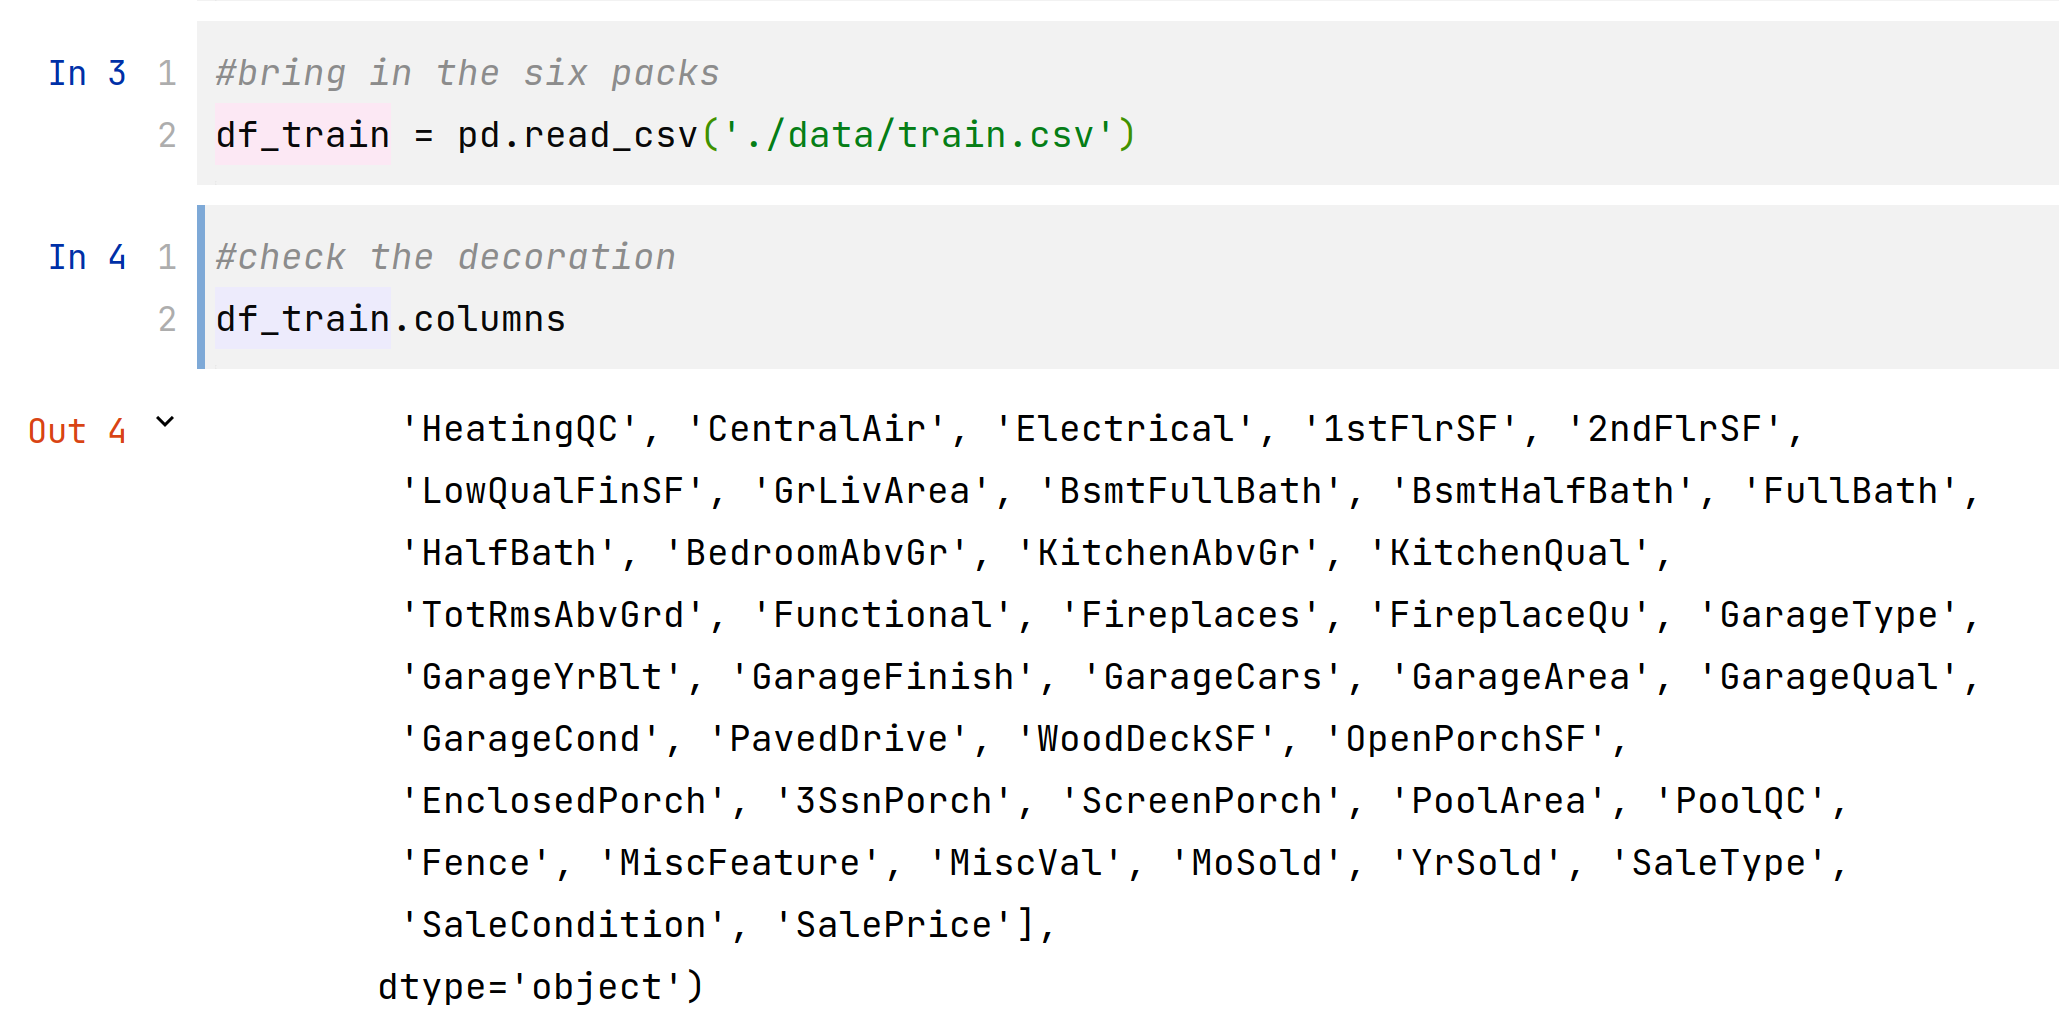 In 3 1 #bring in the six packs
2 df_train = pd.read_csv('./data/train.csv')
In 4 1 #check the decoration
2 df_train.columns
Out 4 'HeatingQC', 'CentralAir', 'Electrical', '1stFlrSF', '2ndFlrSF',
'LowQualFinSF', 'GrLivArea', 'BsmtFullBath', 'BsmtHalfBath', 'FullBath',
'HalfBath', 'BedroomAbvGr', 'KitchenAbvGr', 'KitchenQual',
'TotRmsAbvGrd', 'Functional', 'Fireplaces', 'FireplaceQu', 'GarageType',
'GarageYrBlt', 'GarageFinish', 'GarageCars', 'GarageArea', 'GarageQual',
'GarageCond', 'PavedDrive', 'WoodDeckSF', 'OpenPorchSF',
'EnclosedPorch', '3SsnPorch', 'ScreenPorch', 'PoolArea', 'PoolQC',
'Fence', 'MiscFeature', 'MiscVal', 'MoSold', 'YrSold', 'SaleType',
'SaleCondition', 'SalePrice'],
dtype='object')